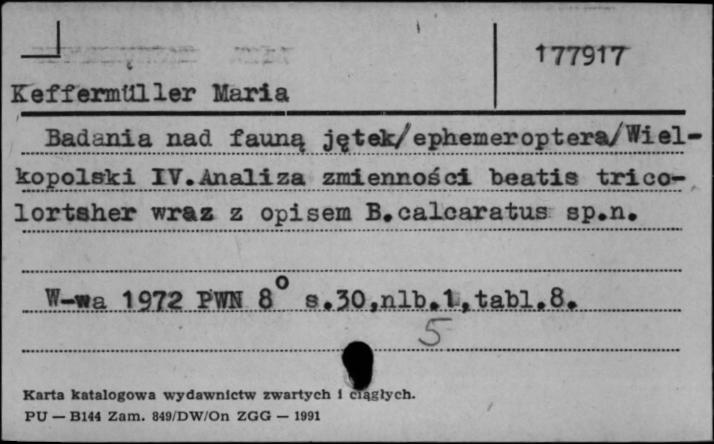 177917
Keffermüller Maria
Badania nad fauną jętek/ephemeroptera/Wiel-
kopolski IV.Analiza zmienności beatis trico-
lortsher wraz z opisem B.calcaratus sp.n.
W-wa 1972 PWN 8° s.30,nlb.1,tabl.8.
5
Karta katalogowa wydawnictw zwartych i ciągłych.
PU — B144 Zam. 849/DW/On ZGG — 1991